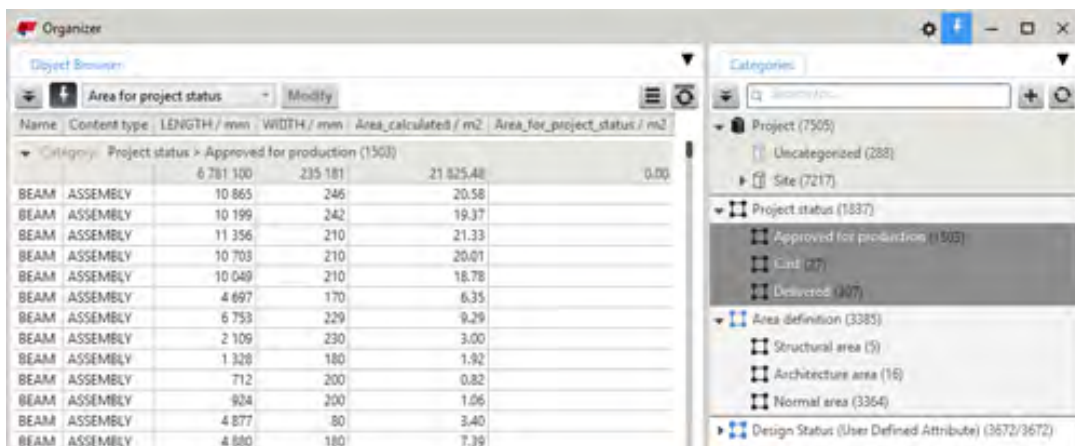 Organizer
Object Browser
Area for project status Modify
Name Content type LENGTH / mm WIDTH / mm Area_calculated / m2 Area_for_project_status / m2
Category: Project status > Approved for production (1503)
6 781 100 235 181 21 825.48 0.00
BEAM ASSEMBLY 10 865 246 20.58
BEAM ASSEMBLY 10 199 242 19.37
BEAM ASSEMBLY 11 356 210 21.33
BEAM ASSEMBLY 10 703 210 20.01
BEAM ASSEMBLY 10 049 210 18.78
BEAM ASSEMBLY 4 697 170 6.35
BEAM ASSEMBLY 6 753 229 9.29
BEAM ASSEMBLY 2 109 230 3.00
BEAM ASSEMBLY 1 328 180 1.92
BEAM ASSEMBLY 712 200 0.82
BEAM ASSEMBLY 924 200 1.06
BEAM ASSEMBLY 4 877 80 3.40
BEAM ASSEMBLY 4 880 180 7.39
Categories
Project (7505)
Uncategorized (288)
Site (7217)
Project status (1837)
Approved for production (1503)
Cast (27)
Delivered (307)
Area definition (3385)
Structural area (5)
Architecture area (16)
Normal area (3364)
Design Status (User Defined Attribute) (3672/3672)